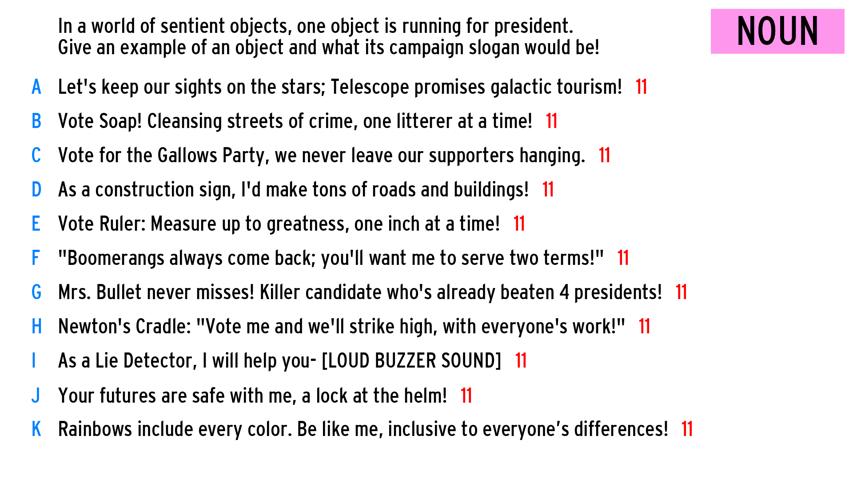 In a world of sentient objects, one object is running for president.
Give an example of an object and what its campaign slogan would be!
NOUN
A Let's keep our sights on the stars; Telescope promises galactic tourism! 11
B Vote Soap! Cleansing streets of crime, one litterer at a time! 11
C Vote for the Gallows Party, we never leave our supporters hanging. 11
D As a construction sign, I'd make tons of roads and buildings! 11
E Vote Ruler: Measure up to greatness, one inch at a time! 11
F "Boomerangs always come back; you'll want me to serve two terms!" 11
G Mrs. Bullet never misses! Killer candidate who's already beaten 4 presidents! 11
H Newton's Cradle: "Vote me and we'll strike high, with everyone's work!" 11
I As a Lie Detector, I will help you- [LOUD BUZZER SOUND] 11
J Your futures are safe with me, a lock at the helm! 11
K Rainbows include every color. Be like me, inclusive to everyone’s differences! 11